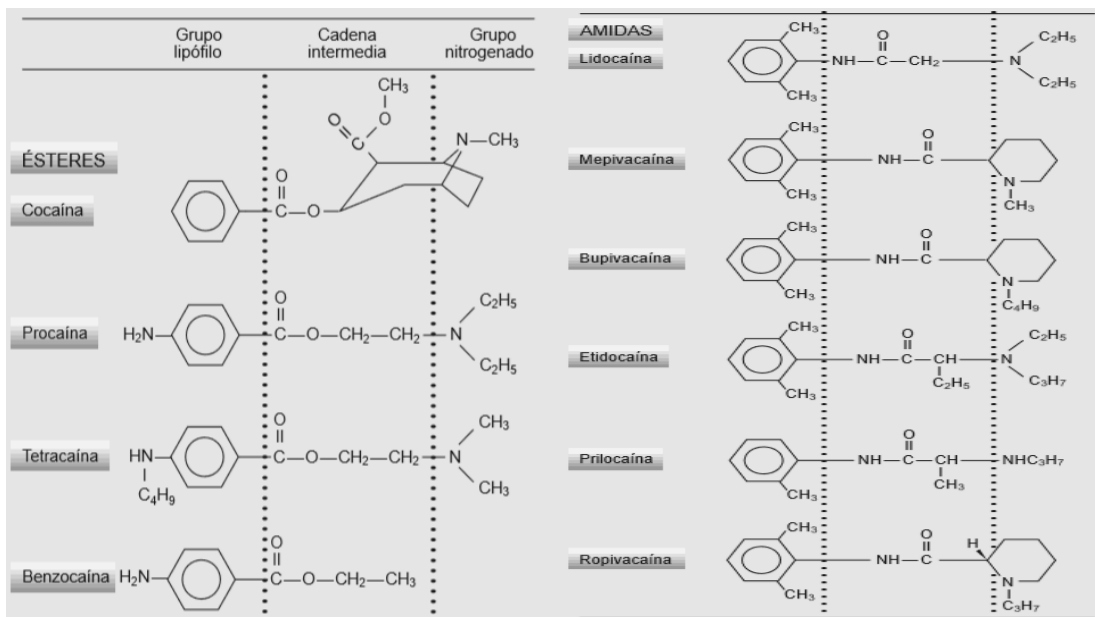 Grupo lipófilo
Cadena intermedia
Grupo nitrogenado
ÉSTERES
Cocaína
C
O
O
CH₃
N—CH₃
O
C—O
Procaína
H₂N
O
C—O—CH₂—CH₂—N
C₂H₅
C₂H₅
Tetracaína
HN
C₄H₉
O
C—O—CH₂—CH₂—N
CH₃
CH₃
Benzocaína
H₂N
O
C—O—CH₂—CH₃
AMIDAS
Lidocaína
CH₃
CH₃
NH—C—CH₂—N
O
C₂H₅
C₂H₅
Mepivacaína
CH₃
CH₃
NH—C
O
N
CH₃
Bupivacaína
CH₃
CH₃
NH—C
O
N
C₄H₉
Etidocaína
CH₃
CH₃
NH—C—CH—N
O
C₂H₅
C₂H₅
C₃H₇
Prilocaína
CH₃
NH—C—CH—NHC₃H₇
O
CH₃
Ropivacaína
CH₃
CH₃
NH—C
O
H
N
C₃H₇